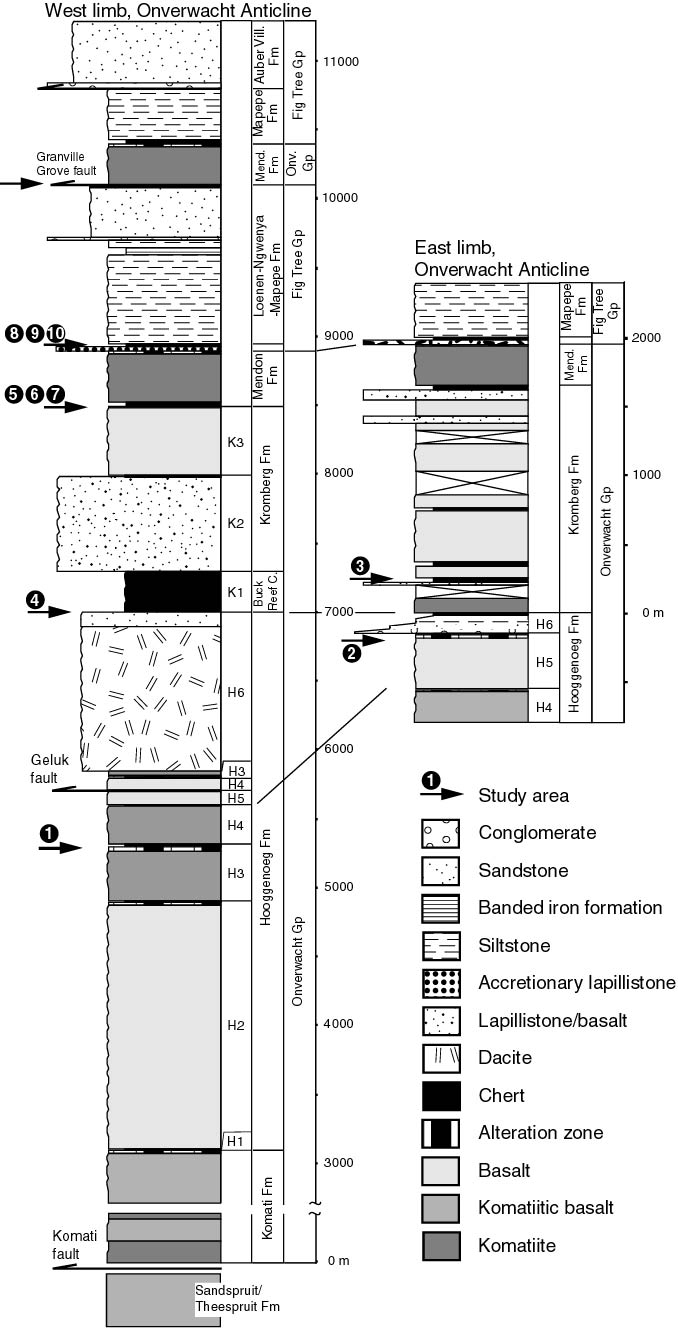 West limb, Onverwacht Anticline
Auber Vill.
Fm
Fig Tree Gp
11000
Mapepe
Fm
Granville
Grove fault
Mend.
Fm
Onv.
Gp
10000
Loenen-Ngwenya
-Mapepe Fm
Fig Tree Gp
8 9 10
9000
Mendon
Fm
5 6 7
K3
Kromberg Fm
8000
K2
4
K1
Buck
Reef C.
7000
H6
6000
Geluk
fault
H3
H4
H5
H4
1
H3
Hooggenoeg Fm
5000
Onverwacht Gp
H2
4000
H1
3000
Komati Fm
Komati
fault
0 m
Sandspruit/
Theespruit Fm
East limb,
Onverwacht Anticline
Mapepe
Fm
Fig Tree
Gp
2000
Mend.
Fm
Kromberg Fm
1000
Onverwacht Gp
3
0 m
H6
2
H5
Hooggenoeg Fm
H4
1
Study area
Conglomerate
Sandstone
Banded iron formation
Siltstone
Accretionary lapillistone
Lapillistone/basalt
Dacite
Chert
Alteration zone
Basalt
Komatiitic basalt
Komatiite